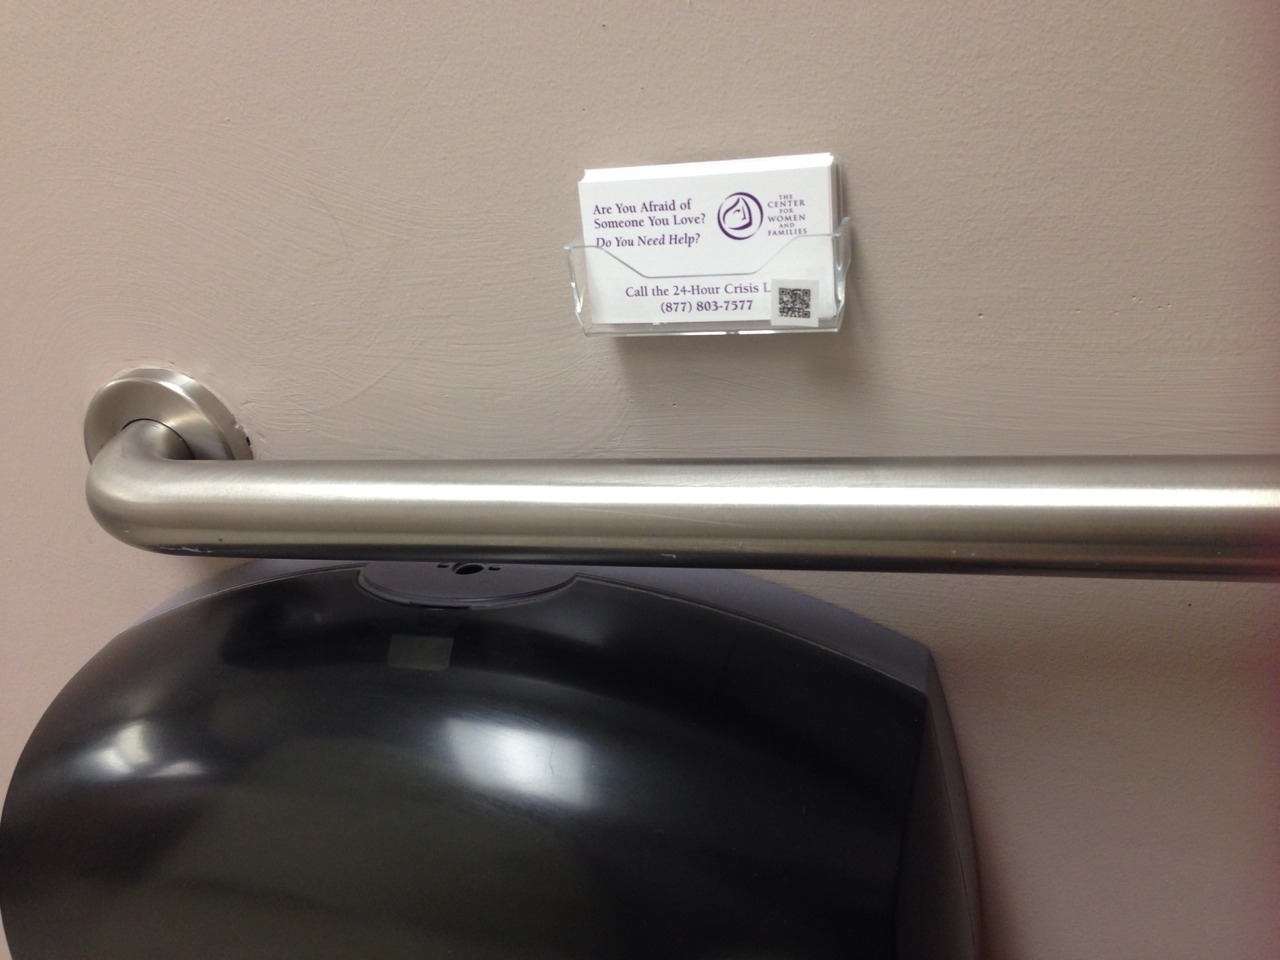 Are You Afraid of
Someone You Love?
Do You Need Help?
THE
CENTER
FOR
WOMEN
AND
FAMILIES
Call the 24-Hour Crisis L
(877) 803-7577